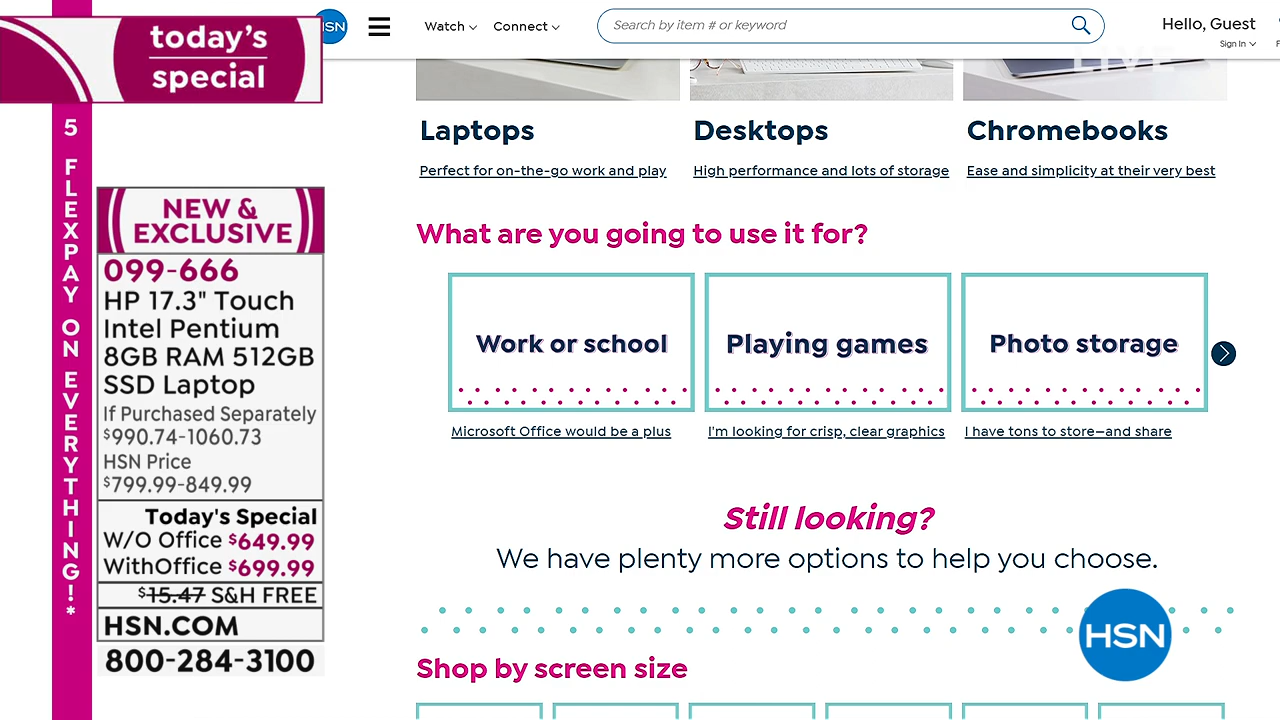 today's
special
5 FLEXPAY ON EVERYTHING!*
NEW &
EXCLUSIVE
099-666
HP 17.3" Touch
Intel Pentium
8GB RAM 512GB
SSD Laptop
If Purchased Separately
$990.74-1060.73
HSN Price
$799.99-849.99
Today's Special
W/O Office $649.99
WithOffice $699.99
$15.47 S&H FREE
HSN.COM
800-284-3100
HSN
Watch
Connect
Search by item # or keyword
Hello, Guest
Sign In
LIVE
Laptops
Desktops
Chromebooks
Perfect for on-the-go work and play
High performance and lots of storage
Ease and simplicity at their very best
What are you going to use it for?
Work or school
Playing games
Photo storage
Microsoft Office would be a plus
I'm looking for crisp, clear graphics
I have tons to store—and share
Still looking?
We have plenty more options to help you choose.
HSN
Shop by screen size